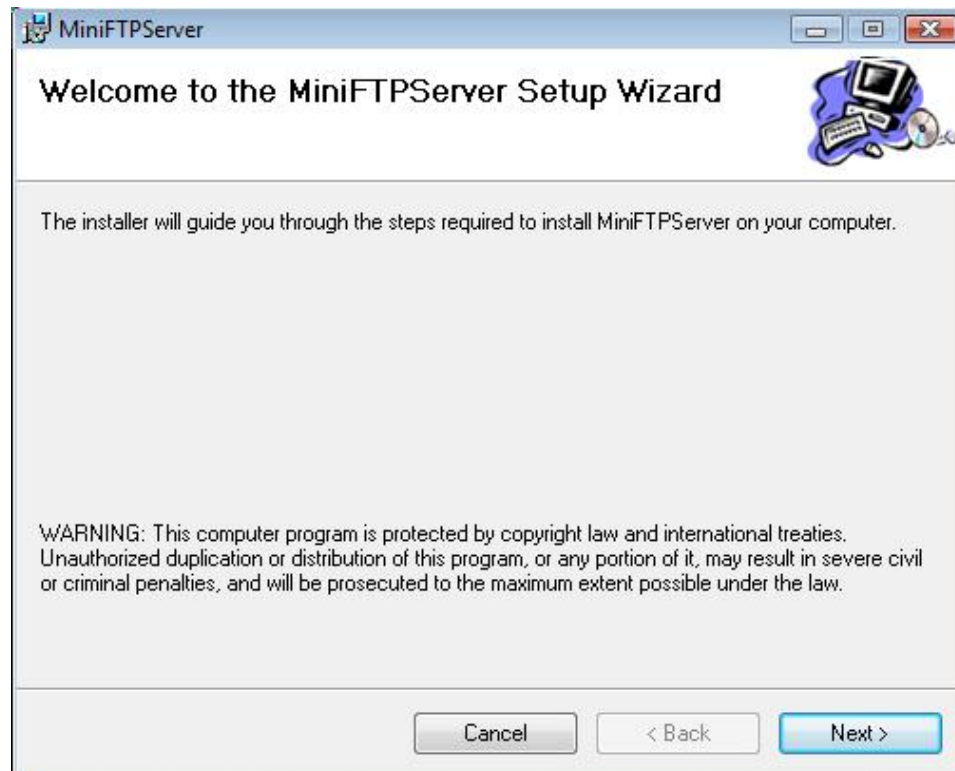 MiniFTPServer
Welcome to the MiniFTPServer Setup Wizard
The installer will guide you through the steps required to install MiniFTPServer on your computer.
WARNING: This computer program is protected by copyright law and international treaties.
Unauthorized duplication or distribution of this program, or any portion of it, may result in severe civil
or criminal penalties, and will be prosecuted to the maximum extent possible under the law.
Cancel
< Back
Next >